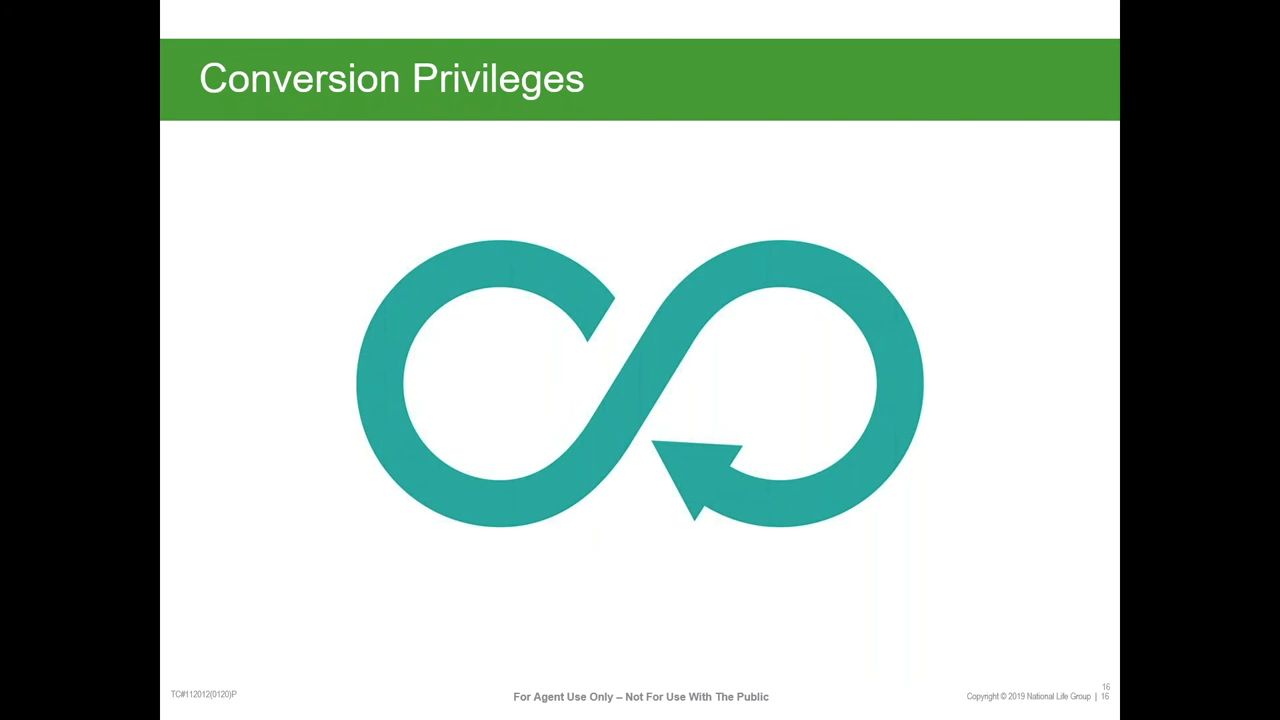 Conversion Privileges
TC#112012(0120)P
For Agent Use Only – Not For Use With The Public
16
Copyright © 2019 National Life Group | 16